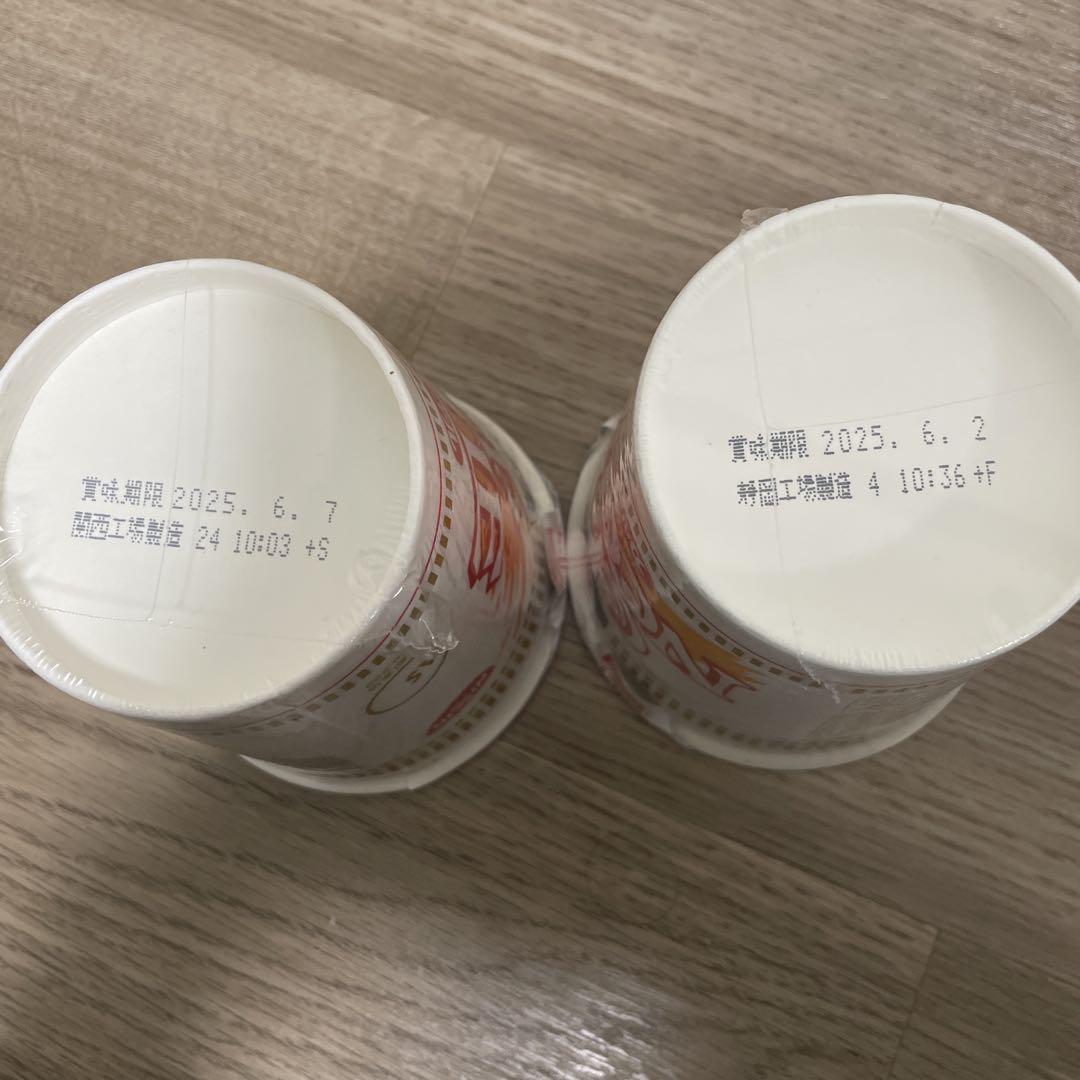 賞味期限 2025. 6. 7
関西工場製造 24 10:03 +S
賞味期限 2025. 6. 2
静岡工場製造 4 10:36 +F